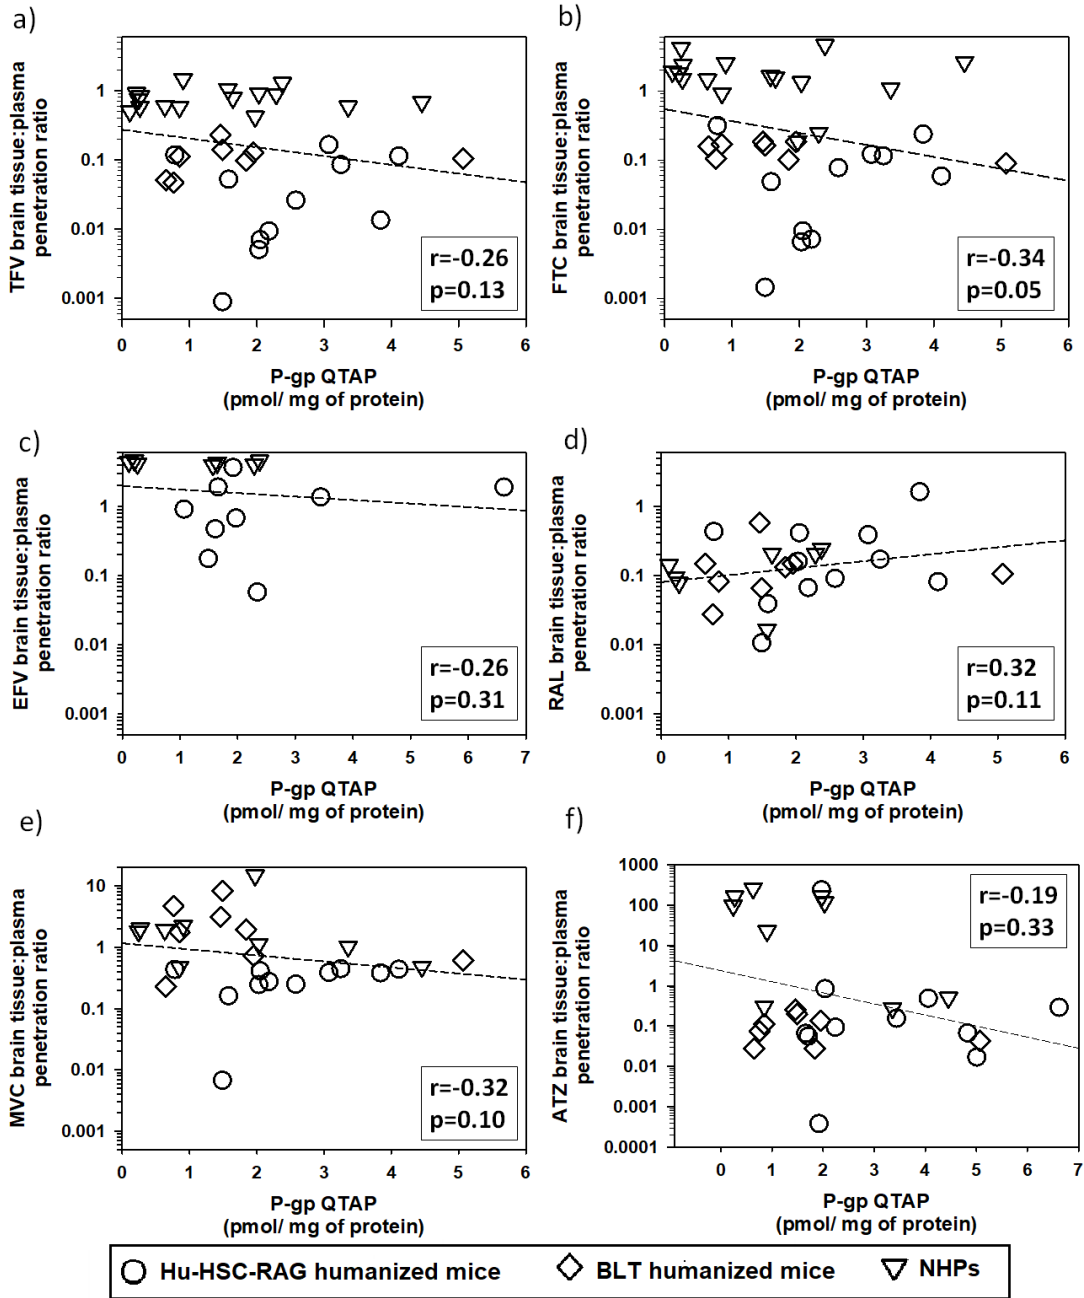 a)
TFV brain tissue:plasma
penetration ratio
1
0.1
0.01
0.001
r=-0.26
p=0.13
0 1 2 3 4 5 6
P-gp QTAP
(pmol/ mg of protein)
b)
FTC brain tissue:plasma
penetration ratio
1
0.1
0.01
0.001
r=-0.34
p=0.05
0 1 2 3 4 5 6
P-gp QTAP
(pmol/ mg of protein)
c)
EFV brain tissue:plasma
penetration ratio
1
0.1
0.01
0.001
r=-0.26
p=0.31
0 1 2 3 4 5 6 7
P-gp QTAP
(pmol/ mg of protein)
d)
RAL brain tissue:plasma
penetration ratio
1
0.1
0.01
0.001
r=0.32
p=0.11
0 1 2 3 4 5 6
P-gp QTAP
(pmol/ mg of protein)
e)
MVC brain tissue:plasma
penetration ratio
10
1
0.1
0.01
0.001
r=-0.32
p=0.10
0 1 2 3 4 5 6
P-gp QTAP
(pmol/ mg of protein)
f)
ATZ brain tissue:plasma
penetration ratio
1000
100
10
1
0.1
0.01
0.001
0.0001
r=-0.19
p=0.33
0 1 2 3 4 5 6 7
P-gp QTAP
(pmol/ mg of protein)
Hu-HSC-RAG humanized mice BLT humanized mice NHPs